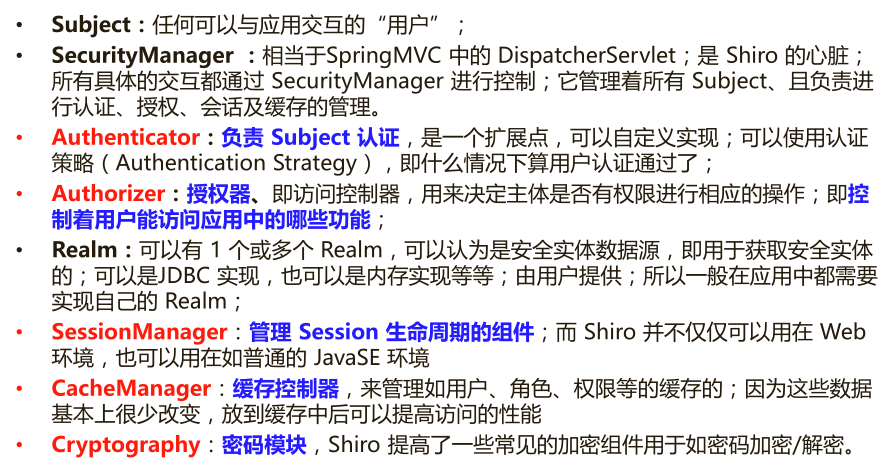 • Subject：任何可以与应用交互的“用户”；
• SecurityManager ：相当于SpringMVC 中的 DispatcherServlet；是 Shiro 的心脏；
所有具体的交互都通过 SecurityManager 进行控制；它管理着所有 Subject、且负责进
行认证、授权、会话及缓存的管理。
• Authenticator：负责 Subject 认证，是一个扩展点，可以自定义实现；可以使用认证
策略（Authentication Strategy），即什么情况下算用户认证通过了；
• Authorizer：授权器、即访问控制器，用来决定主体是否有权限进行相应的操作；即控
制着用户能访问应用中的哪些功能；
• Realm：可以有 1 个或多个 Realm，可以认为是安全实体数据源，即用于获取安全实体
的；可以是JDBC 实现，也可以是内存实现等等；由用户提供；所以一般在应用中都需要
实现自己的 Realm；
• SessionManager：管理 Session 生命周期的组件；而 Shiro 并不仅仅可以用在 Web
环境，也可以用在如普通的 JavaSE 环境
• CacheManager：缓存控制器，来管理如用户、角色、权限等的缓存的；因为这些数据
基本上很少改变，放到缓存中后可以提高访问的性能
• Cryptography：密码模块，Shiro 提高了一些常见的加密组件用于如密码加密/解密。